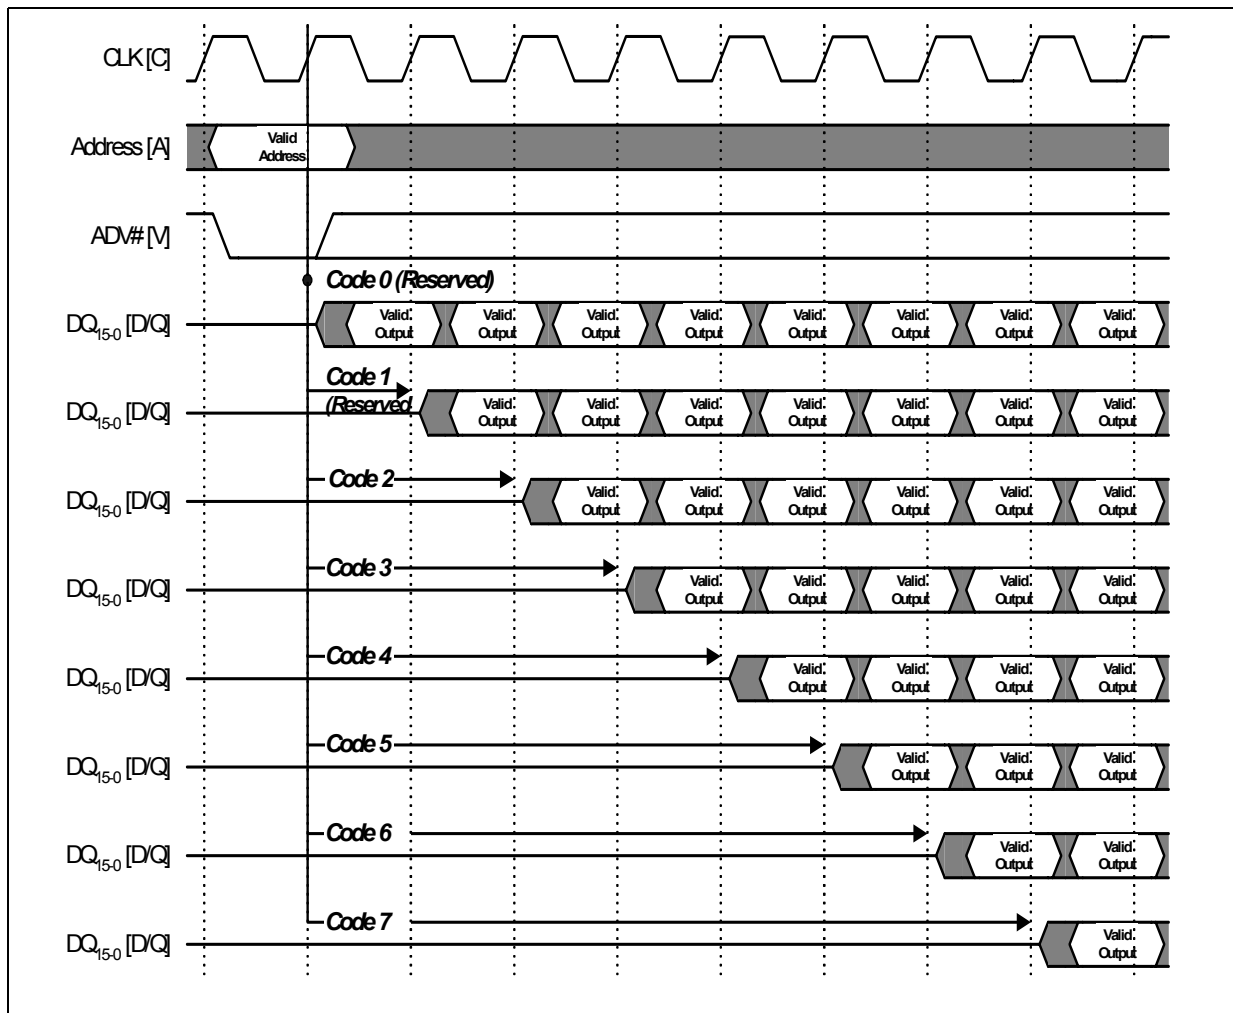 CLK [C]
Address [A]
Valid
Address
ADV# [V]
Code 0 (Reserved)
DQ15-0 [D/Q]
Valid Valid Valid Valid Valid Valid Valid Valid
Output Output Output Output Output Output Output Output
Code 1
(Reserved
DQ15-0 [D/Q]
Valid Valid Valid Valid Valid Valid Valid
Output Output Output Output Output Output Output
Code 2
DQ15-0 [D/Q]
Valid Valid Valid Valid Valid Valid
Output Output Output Output Output Output
Code 3
DQ15-0 [D/Q]
Valid Valid Valid Valid Valid
Output Output Output Output Output
Code 4
DQ15-0 [D/Q]
Valid Valid Valid Valid
Output Output Output Output
Code 5
DQ15-0 [D/Q]
Valid Valid Valid
Output Output Output
Code 6
DQ15-0 [D/Q]
Valid Valid
Output Output
Code 7
DQ15-0 [D/Q]
Valid
Output